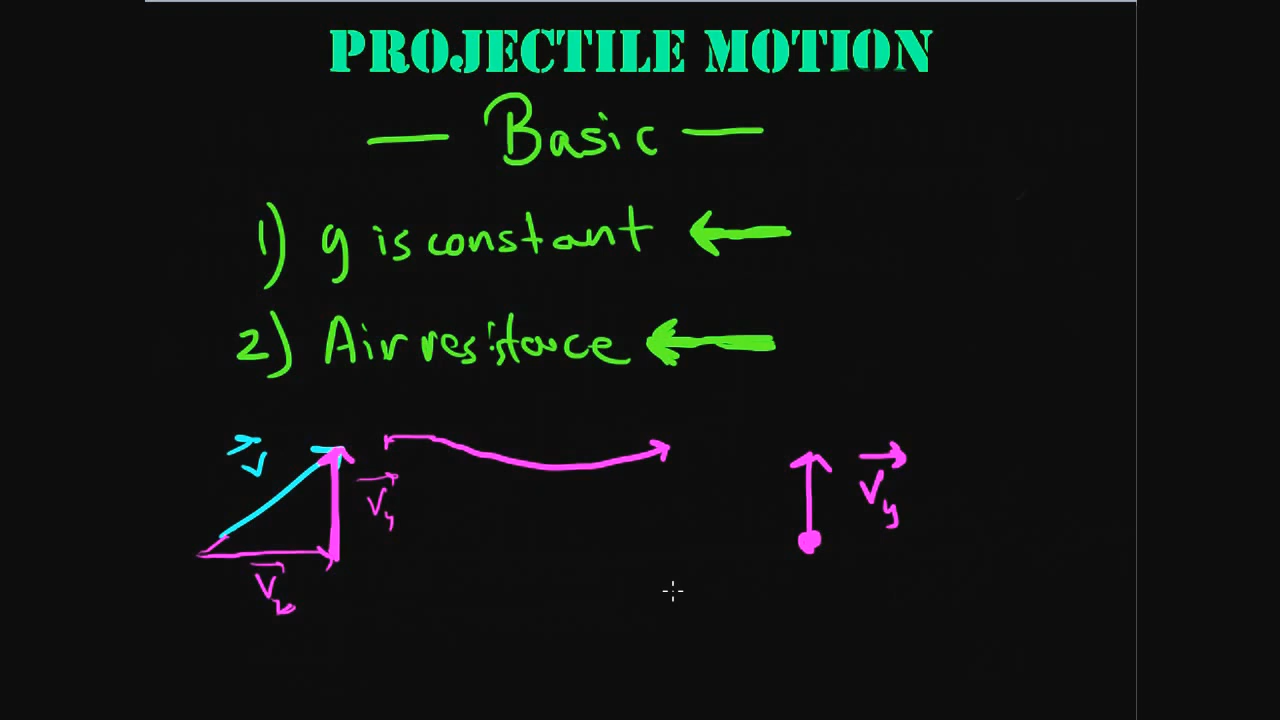 PROJECTILE MOTION
— Basic —
1) g is constant ←
2) Air resistance ←
v
Vy
Vy
Vx